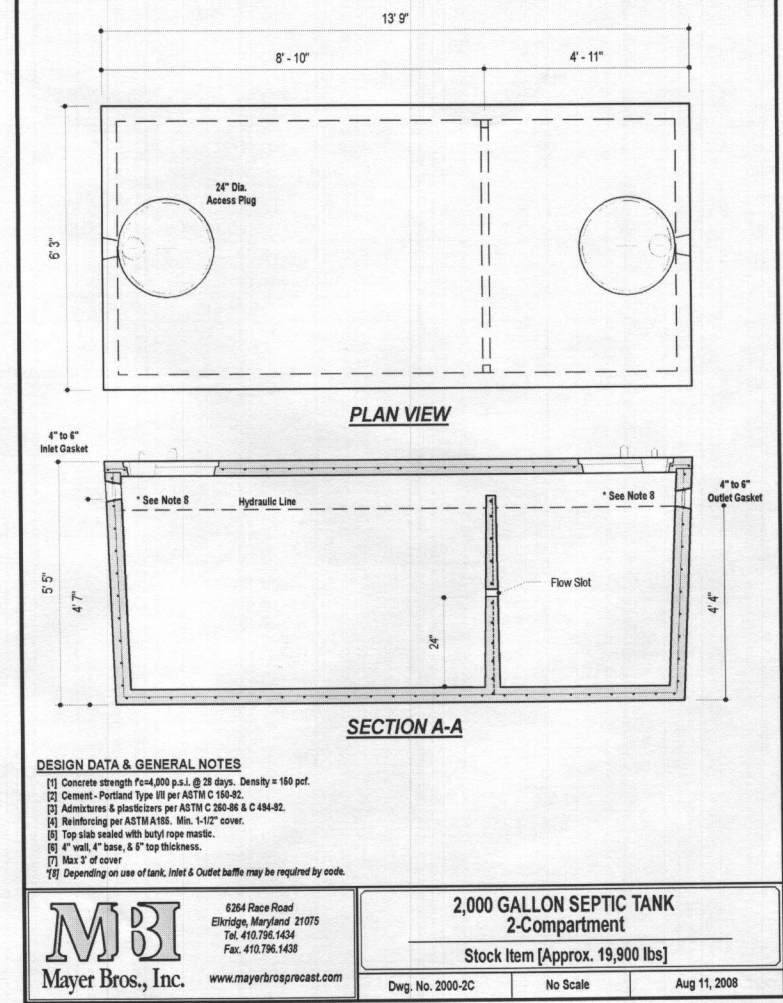 13' 9"
8' - 10"
4' - 11"
24" Dia.
Access Plug
6' 3"
PLAN VIEW
4" to 6"
Inlet Gasket
* See Note 8
Hydraulic Line
* See Note 8
4" to 6"
Outlet Gasket
5' 5"
4' 7"
Flow Slot
24"
4' 4"
SECTION A-A
DESIGN DATA & GENERAL NOTES
[1] Concrete strength f'c=4,000 p.s.i. @ 28 days. Density = 150 pcf.
[2] Cement - Portland Type I/II per ASTM C 150-92.
[3] Admixtures & plasticizers per ASTM C 260-86 & C 494-92.
[4] Reinforcing per ASTM A185. Min. 1-1/2" cover.
[5] Top slab sealed with butyl rope mastic.
[6] 4" wall, 4" base, & 5" top thickness.
[7] Max 3' of cover
*[8] Depending on use of tank, Inlet & Outlet baffle may be required by code.
MBI
Mayer Bros., Inc.
6264 Race Road
Elkridge, Maryland 21075
Tel. 410.796.1434
Fax. 410.796.1438
www.mayerbrosprecast.com
2,000 GALLON SEPTIC TANK
2-Compartment
Stock Item [Approx. 19,900 lbs]
Dwg. No. 2000-2C
No Scale
Aug 11, 2008